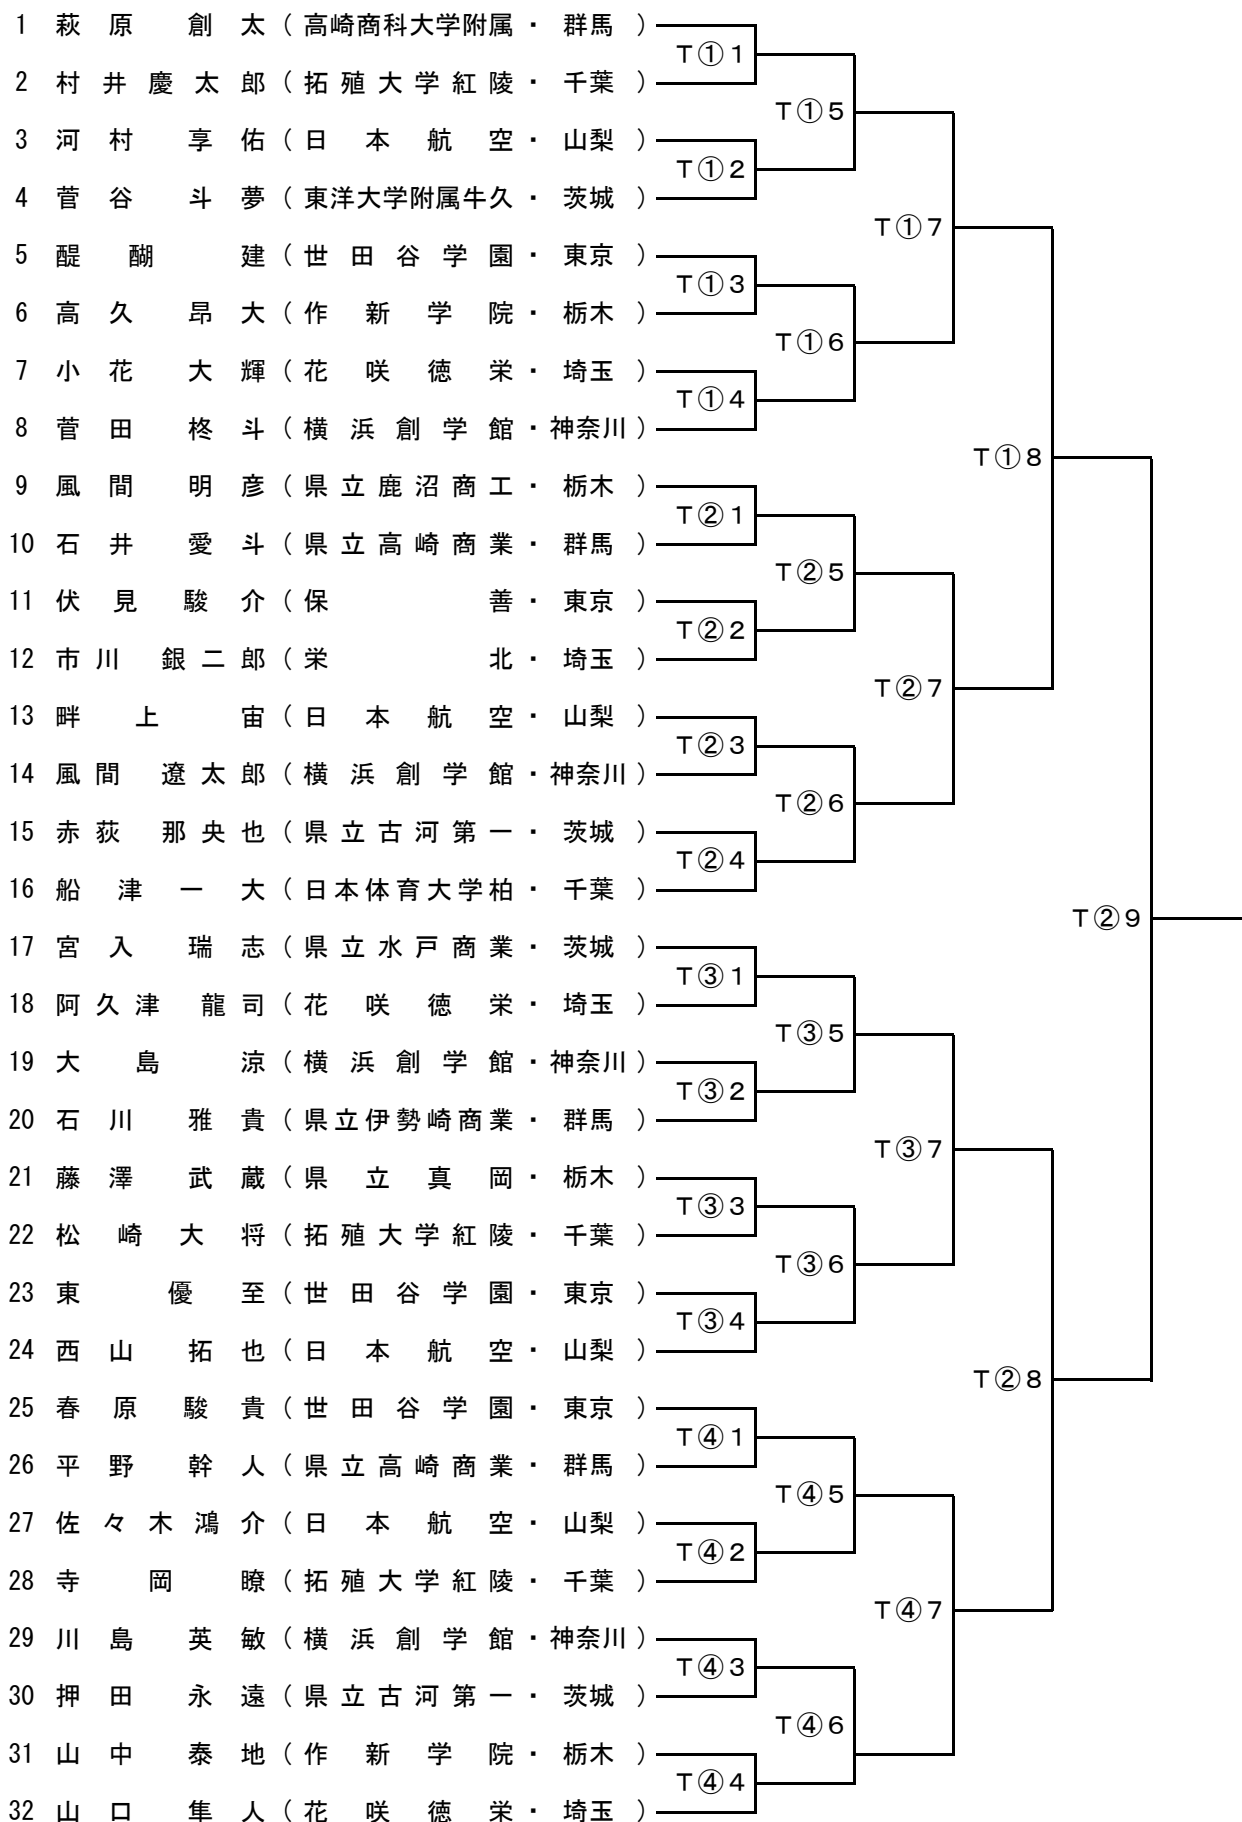 1 萩原 創太（高崎商科大学附属・群馬）
T①1
2 村井慶太郎（拓殖大学紅陵・千葉）
T①5
3 河村 享佑（日本航空・山梨）
T①2
4 菅谷 斗夢（東洋大学附属牛久・茨城）
T①7
5 醍醐 建（世田谷学園・東京）
T①3
6 高久 昂大（作新学院・栃木）
T①6
7 小花 大輝（花咲徳栄・埼玉）
T①4
8 菅田 柊斗（横浜創学館・神奈川）
T①8
9 風間 明彦（県立鹿沼商工・栃木）
T②1
10 石井 愛斗（県立高崎商業・群馬）
T②5
11 伏見 駿介（保善・東京）
T②2
12 市川 銀二郎（栄北・埼玉）
T②7
13 畔上 宙（日本航空・山梨）
T②3
14 風間 遼太郎（横浜創学館・神奈川）
T②6
15 赤荻 那央也（県立古河第一・茨城）
T②4
16 船津 一大（日本体育大学柏・千葉）
T②9
17 宮入 瑞志（県立水戸商業・茨城）
T③1
18 阿久津 龍司（花咲徳栄・埼玉）
T③5
19 大島 涼（横浜創学館・神奈川）
T③2
20 石川 雅貴（県立伊勢崎商業・群馬）
T③7
21 藤澤 武蔵（県立真岡・栃木）
T③3
22 松崎 大将（拓殖大学紅陵・千葉）
T③6
23 東 優至（世田谷学園・東京）
T③4
24 西山 拓也（日本航空・山梨）
T②8
25 春原 駿貴（世田谷学園・東京）
T④1
26 平野 幹人（県立高崎商業・群馬）
T④5
27 佐々木鴻介（日本航空・山梨）
T④2
28 寺岡 瞭（拓殖大学紅陵・千葉）
T④7
29 川島 英敏（横浜創学館・神奈川）
T④3
30 押田 永遠（県立古河第一・茨城）
T④6
31 山中 泰地（作新学院・栃木）
T④4
32 山口 隼人（花咲徳栄・埼玉）